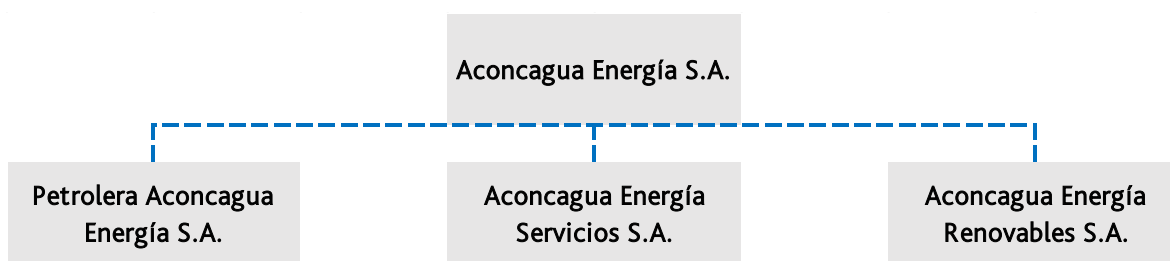 Aconcagua Energía S.A.
Petrolera Aconcagua
Energía S.A.
Aconcagua Energía
Servicios S.A.
Aconcagua Energía
Renovables S.A.